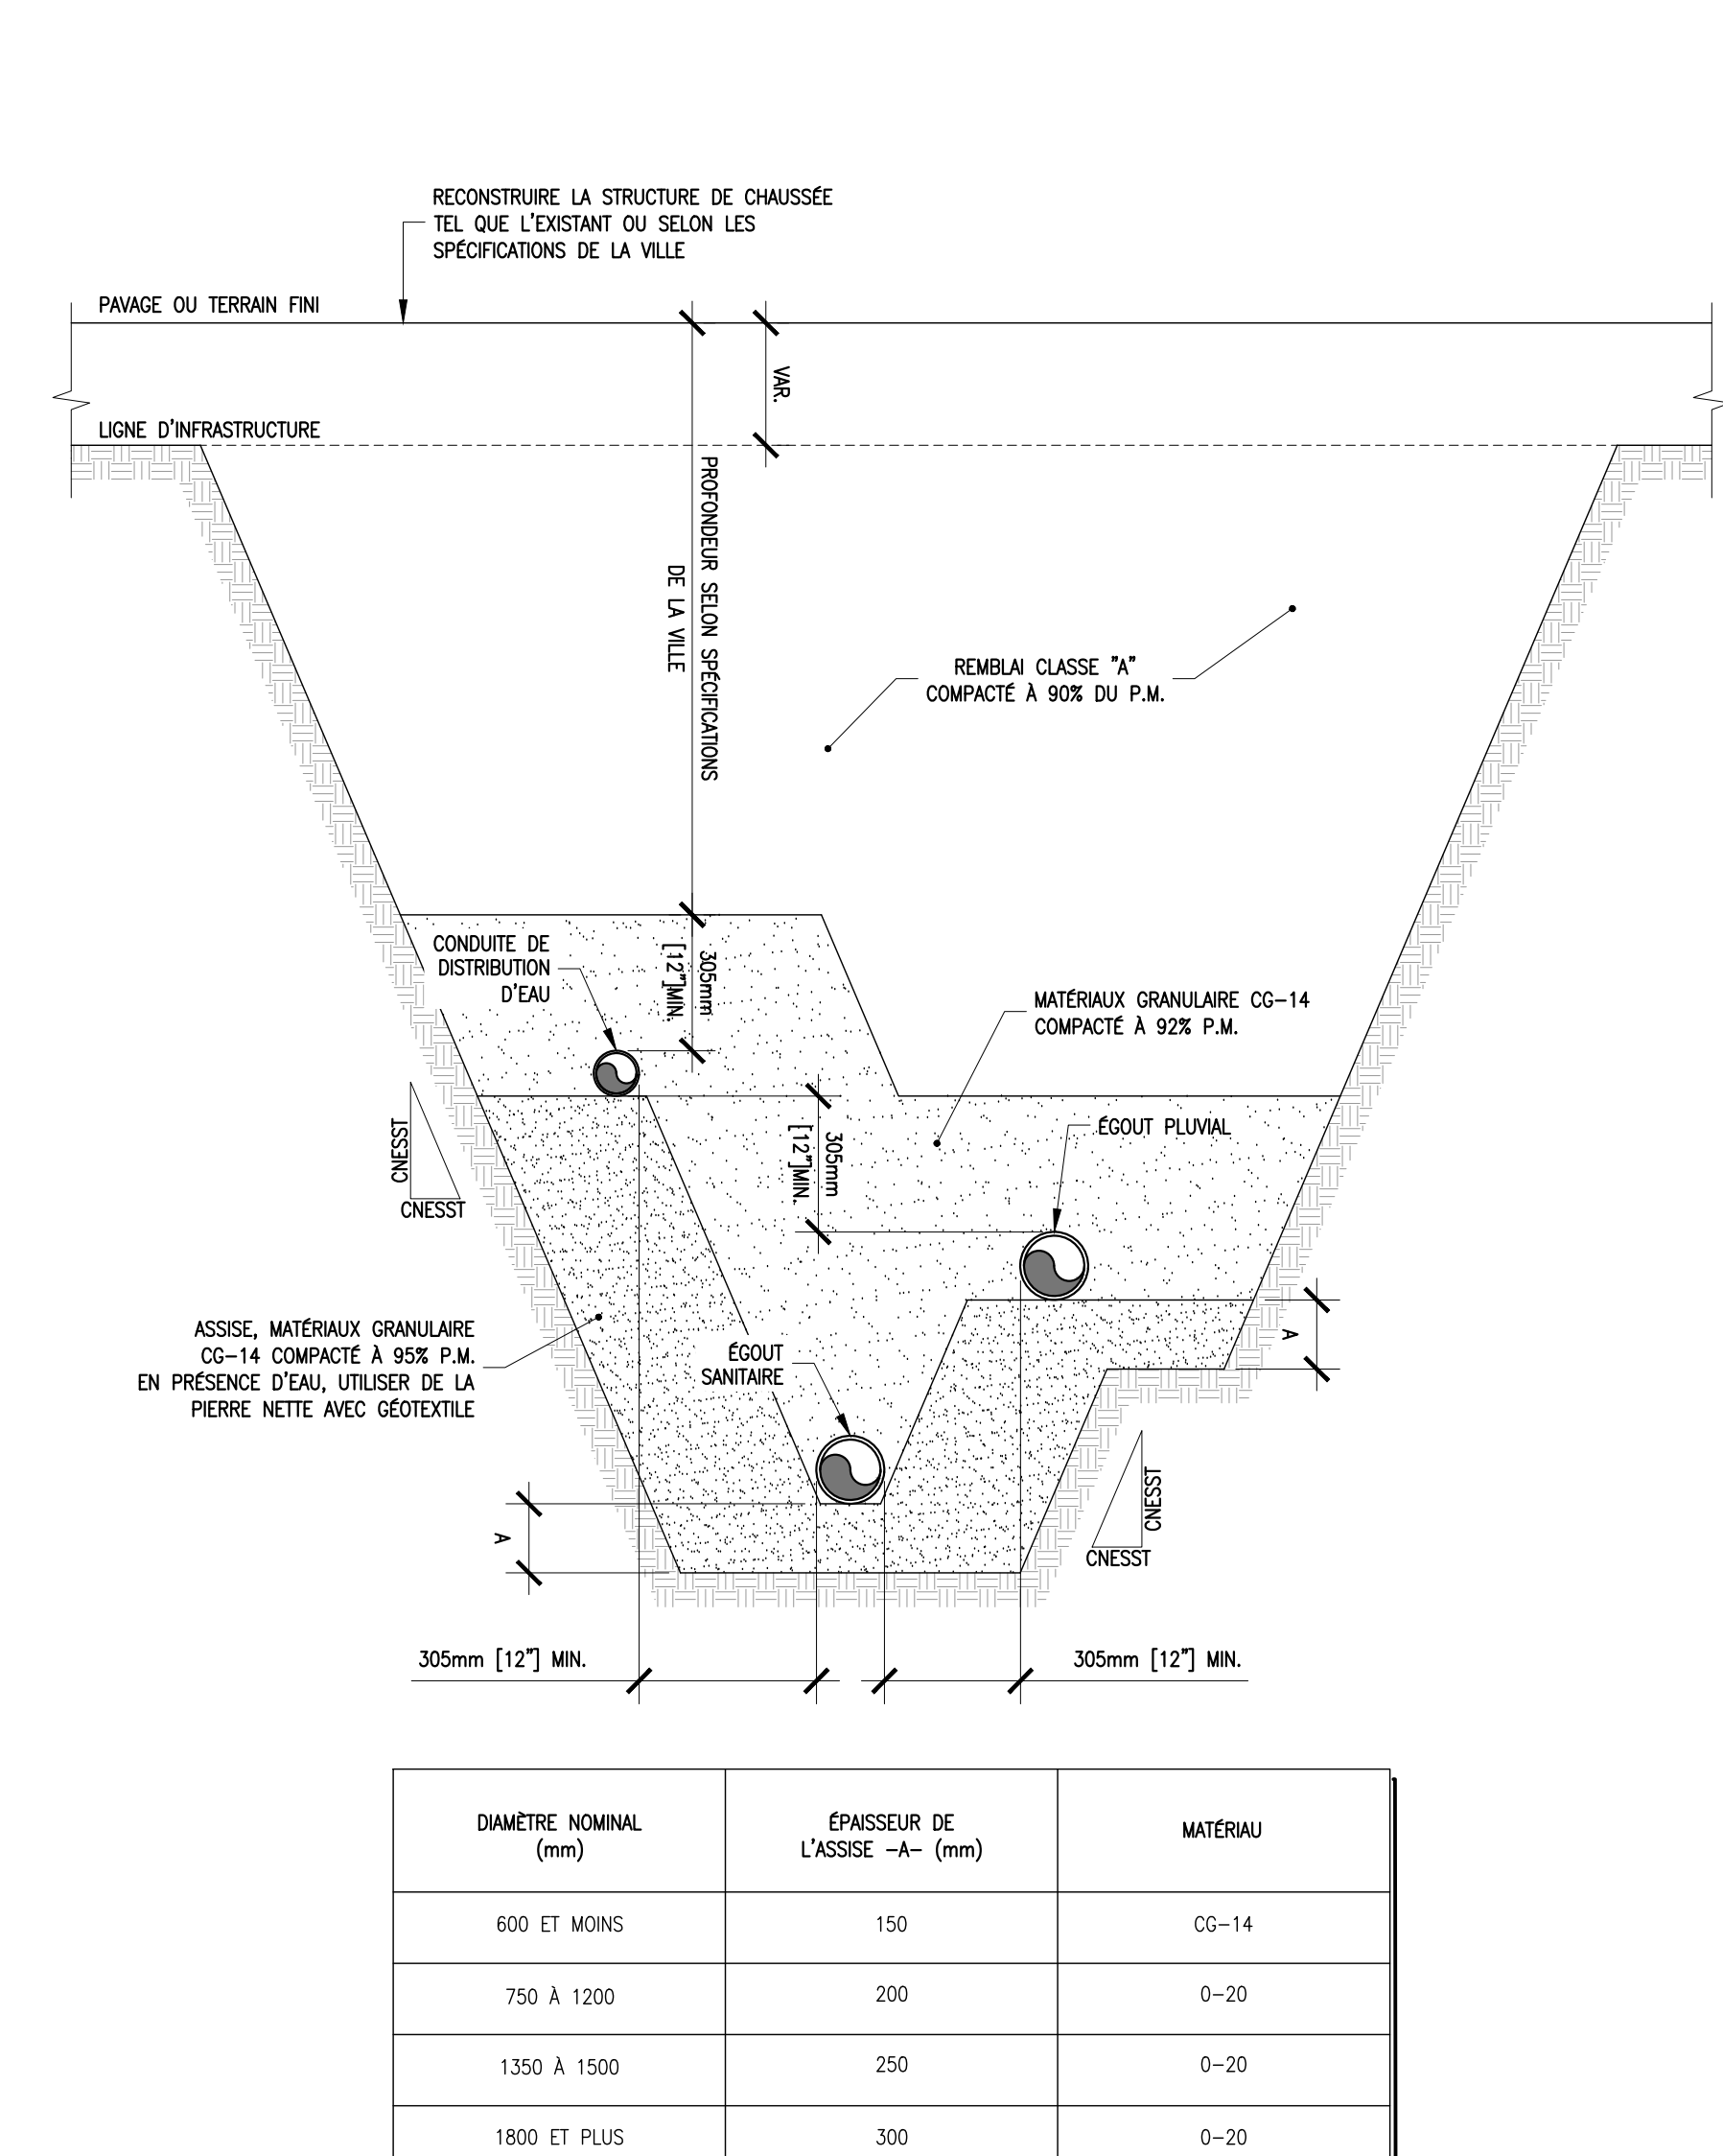 RECONSTRUIRE LA STRUCTURE DE CHAUSSÉE
TEL QUE L'EXISTANT OU SELON LES
SPÉCIFICATIONS DE LA VILLE
PAVAGE OU TERRAIN FINI
VAR.
LIGNE D'INFRASTRUCTURE
PROFONDEUR SELON SPÉCIFICATIONS
DE LA VILLE
REMBLAI CLASSE "A"
COMPACTÉ À 90% DU P.M.
CONDUITE DE
DISTRIBUTION
D'EAU
305mm
[12"]MIN.
MATÉRIAUX GRANULAIRE CG-14
COMPACTÉ À 92% P.M.
305mm
[12"]MIN.
ÉGOUT PLUVIAL
CNESST
CNESST
ASSISE, MATÉRIAUX GRANULAIRE
CG-14 COMPACTÉ À 95% P.M.
EN PRÉSENCE D'EAU, UTILISER DE LA
PIERRE NETTE AVEC GÉOTEXTILE
ÉGOUT
SANITAIRE
A
A
CNESST
CNESST
305mm [12"] MIN.
305mm [12"] MIN.
DIAMÈTRE NOMINAL
(mm)
ÉPAISSEUR DE
L'ASSISE -A- (mm)
MATÉRIAU
600 ET MOINS
150
CG-14
750 À 1200
200
0-20
1350 À 1500
250
0-20
1800 ET PLUS
300
0-20